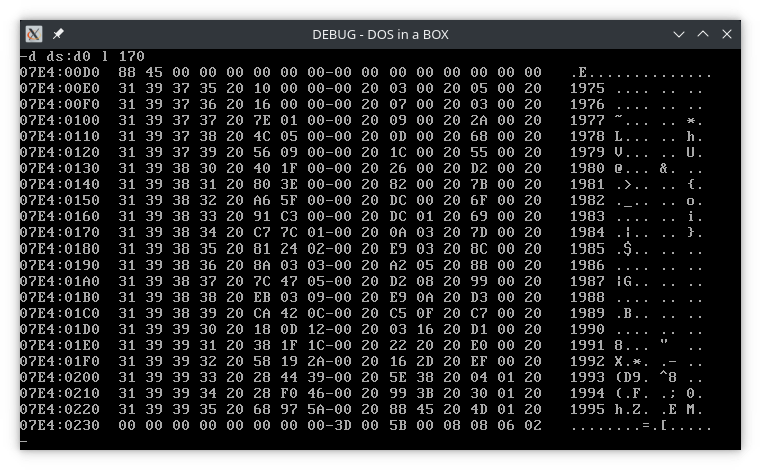 DEBUG - DOS in a BOX
-d ds:d0 l 170
07E4:00D0  88 45 00 00 00 00 00 00-00 00 00 00 00 00 00 00   .E..............
07E4:00E0  31 39 37 35 20 10 00 00-00 20 03 00 20 05 00 20   1975 .... .. ..
07E4:00F0  31 39 37 36 20 16 00 00-00 20 07 00 20 03 00 20   1976 .... .. ..
07E4:0100  31 39 37 37 20 7E 01 00-00 20 09 00 20 2A 00 20   1977 ~... .. *.
07E4:0110  31 39 37 38 20 4C 05 00-00 20 0D 00 20 68 00 20   1978 L... .. h.
07E4:0120  31 39 37 39 20 56 09 00-00 20 1C 00 20 55 00 20   1979 V... .. U.
07E4:0130  31 39 38 30 20 40 1F 00-00 20 26 00 20 D2 00 20   1980 @... &. ..
07E4:0140  31 39 38 31 20 80 3E 00-00 20 82 00 20 7B 00 20   1981 .>.. .. {.
07E4:0150  31 39 38 32 20 A6 5F 00-00 20 DC 00 20 6F 00 20   1982 ._.. .. o.
07E4:0160  31 39 38 33 20 91 C3 00-00 20 DC 01 20 69 00 20   1983 .... .. i.
07E4:0170  31 39 38 34 20 C7 7C 01-00 20 0A 03 20 7D 00 20   1984 .|.. .. }.
07E4:0180  31 39 38 35 20 81 24 02-00 20 E9 03 20 8C 00 20   1985 .$.. .. ..
07E4:0190  31 39 38 36 20 8A 03 03-00 20 A2 05 20 88 00 20   1986 .... .. ..
07E4:01A0  31 39 38 37 20 7C 47 05-00 20 D2 08 20 99 00 20   1987 |G.. .. ..
07E4:01B0  31 39 38 38 20 EB 03 09-00 20 E9 0A 20 D3 00 20   1988 .... .. ..
07E4:01C0  31 39 38 39 20 CA 42 0C-00 20 C5 0F 20 C7 00 20   1989 .B.. .. ..
07E4:01D0  31 39 39 30 20 18 0D 12-00 20 03 16 20 D1 00 20   1990 .... .. ..
07E4:01E0  31 39 39 31 20 38 1F 1C-00 20 22 20 20 E0 00 20   1991 8... "  ..
07E4:01F0  31 39 39 32 20 58 19 2A-00 20 16 2D 20 EF 00 20   1992 X.*. .- ..
07E4:0200  31 39 39 33 20 28 44 39-00 20 5E 38 20 04 01 20   1993 (D9. ^8 ..
07E4:0210  31 39 39 34 20 28 F0 46-00 20 99 3B 20 30 01 20   1994 (.F. .; 0.
07E4:0220  31 39 39 35 20 68 97 5A-00 20 88 45 20 4D 01 20   1995 h.Z. .E M.
07E4:0230  00 00 00 00 00 00 00 00-3D 00 5B 00 08 08 06 02   ........=.[.....
-